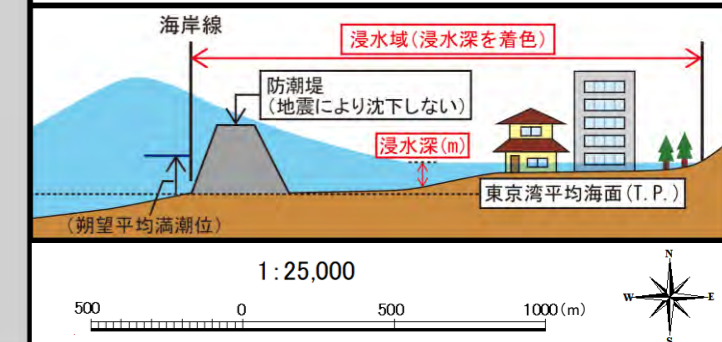 海岸線
浸水域(浸水深を着色)
防潮堤
(地震により沈下しない)
浸水深(m)
東京湾平均海面(T.P.)
(朔望平均満潮位)
1:25,000
500 0 500 1000(m)
N
W E
S